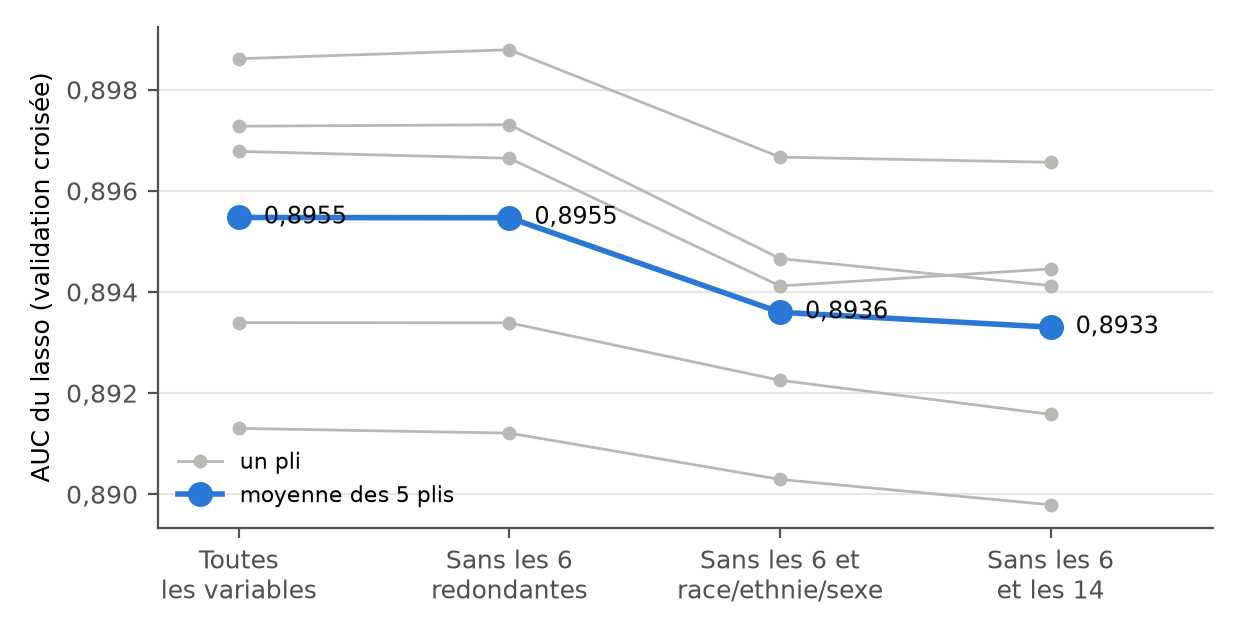 AUC du lasso (validation croisée)
0,898
0,896
0,894
0,892
0,890
0,8955
0,8955
0,8936
0,8933
un pli
moyenne des 5 plis
Toutes
les variables
Sans les 6
redondantes
Sans les 6 et
race/ethnie/sexe
Sans les 6
et les 14